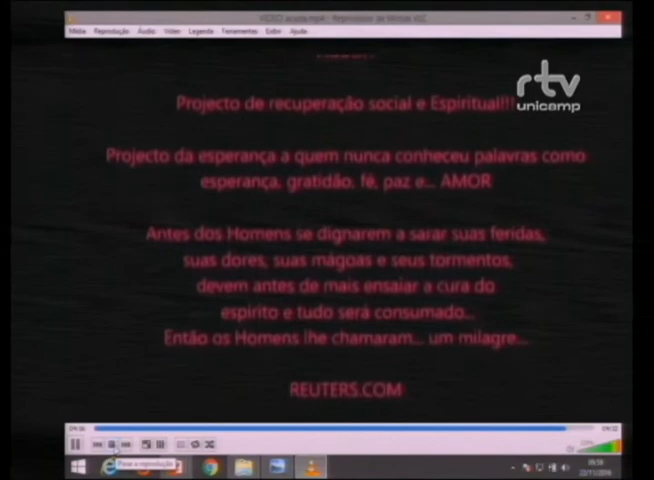 Mídia Reprodução Áudio Vídeo Legenda Ferramentas Exibir Ajuda
rtv
unicamp
Projecto de recuperação social e Espiritual!!!
Projecto da esperança a quem nunca conheceu palavras como
esperança, gratidão, fé, paz e... AMOR
Antes dos Homens se dignarem a sarar suas feridas,
suas dores, suas mágoas e seus tormentos,
devem antes de mais ensaiar a cura do
espirito e tudo será consumado...
Então os Homens lhe chamaram... um milagre...
REUTERS.COM
22/11/2016